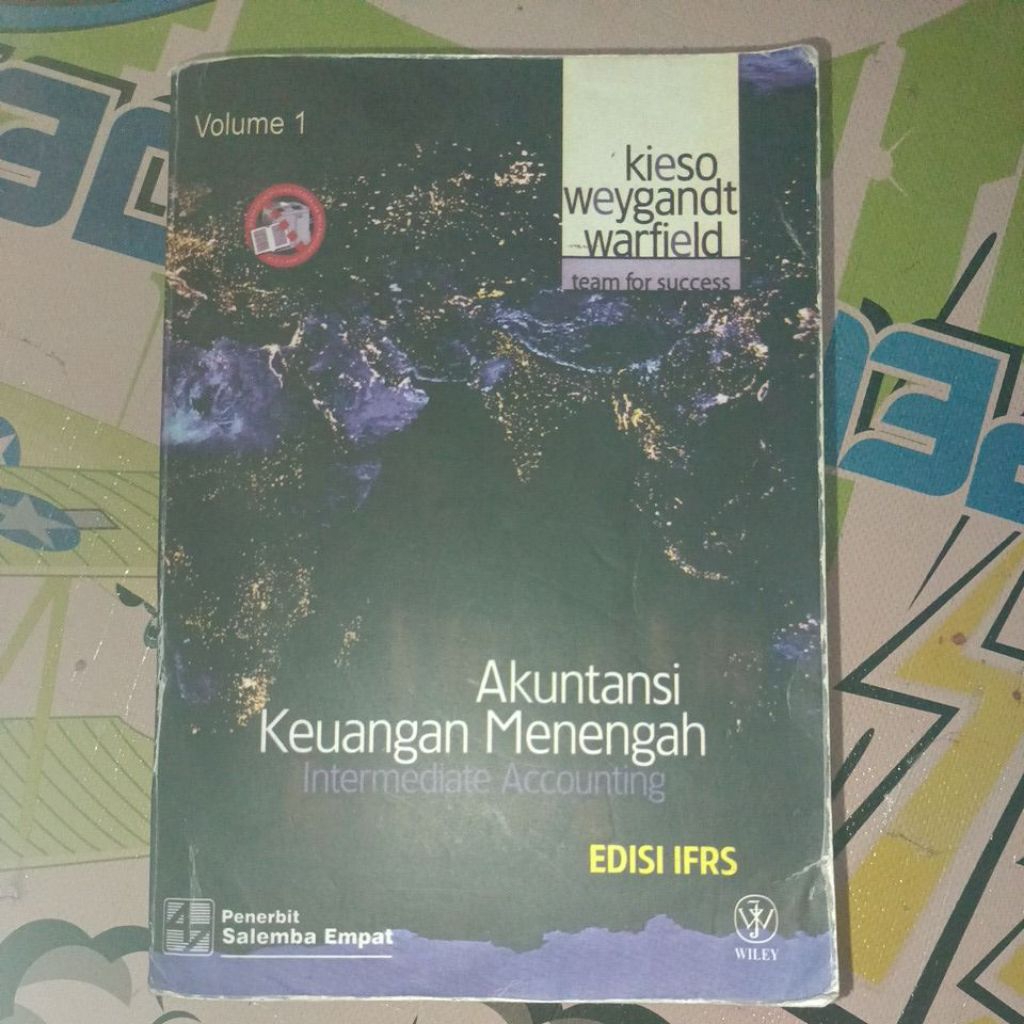 Volume 1
kieso
weygandt
warfield
team for success
Akuntansi
Keuangan Menengah
Intermediate Accounting
EDISI IFRS
Penerbit
Salemba Empat
WILEY